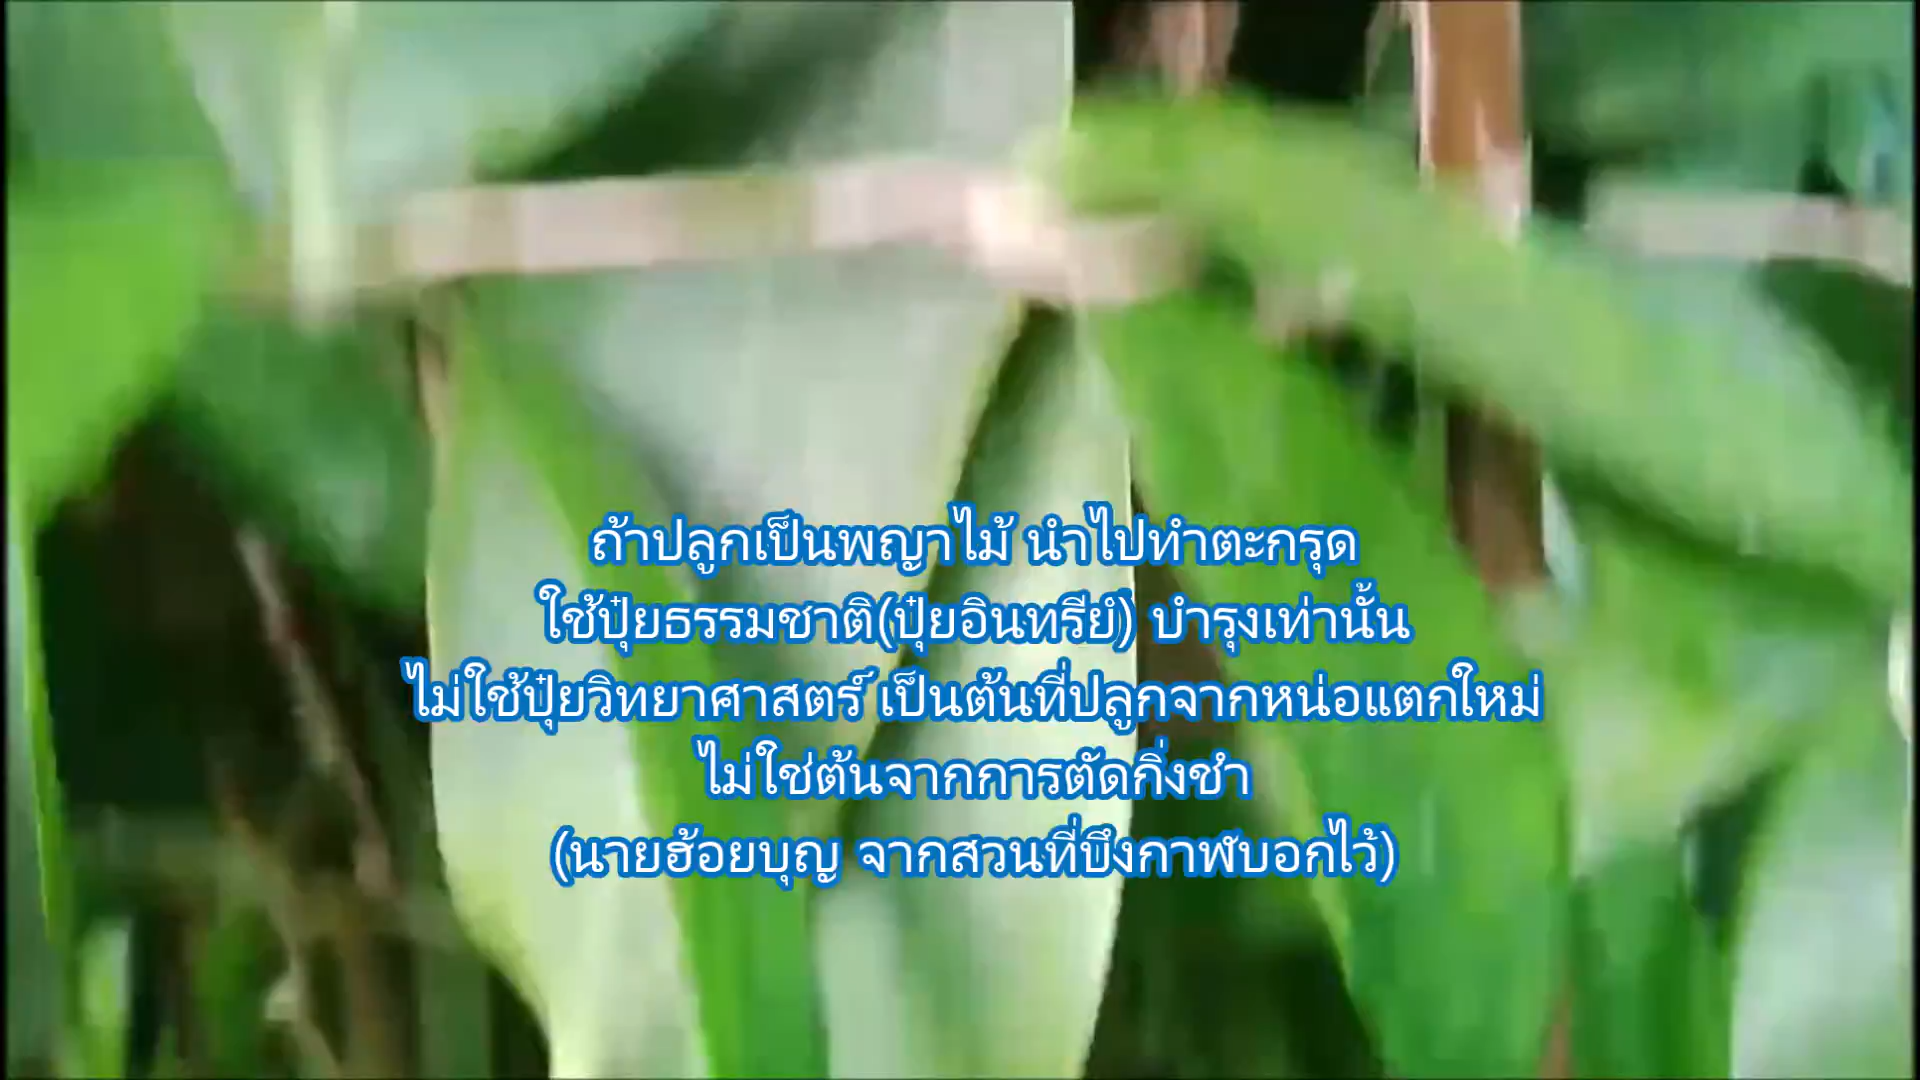 ถ้าปลูกเป็นพญาไม้ นำไปทำตะกรุด
ใช้ปุ๋ยธรรมชาติ(ปุ๋ยอินทรีย์) บำรุงเท่านั้น
ไม่ใช้ปุ๋ยวิทยาศาสตร์ เป็นต้นที่ปลูกจากหน่อแตกใหม่
ไม่ใช่ต้นจากการตัดกิ่งชำ
(นายฮ้อยบุญ จากสวนที่บึงกาฬบอกไว้)